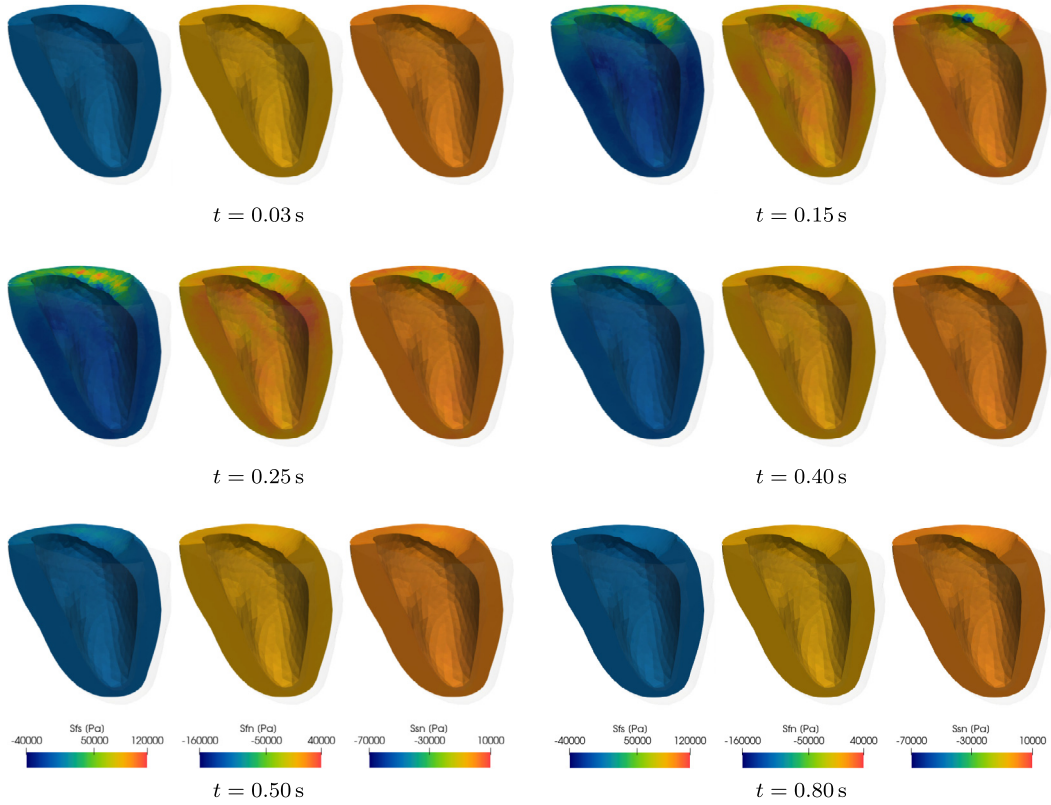 t = 0.03 s
t = 0.15 s
t = 0.25 s
t = 0.40 s
Sfs (Pa)
-40000 50000 120000
Sfn (Pa)
-160000 -50000 40000
Ssn (Pa)
-70000 -30000 10000
Sfs (Pa)
-40000 50000 120000
Sfn (Pa)
-160000 -50000 40000
Ssn (Pa)
-70000 -30000 10000
t = 0.50 s
t = 0.80 s